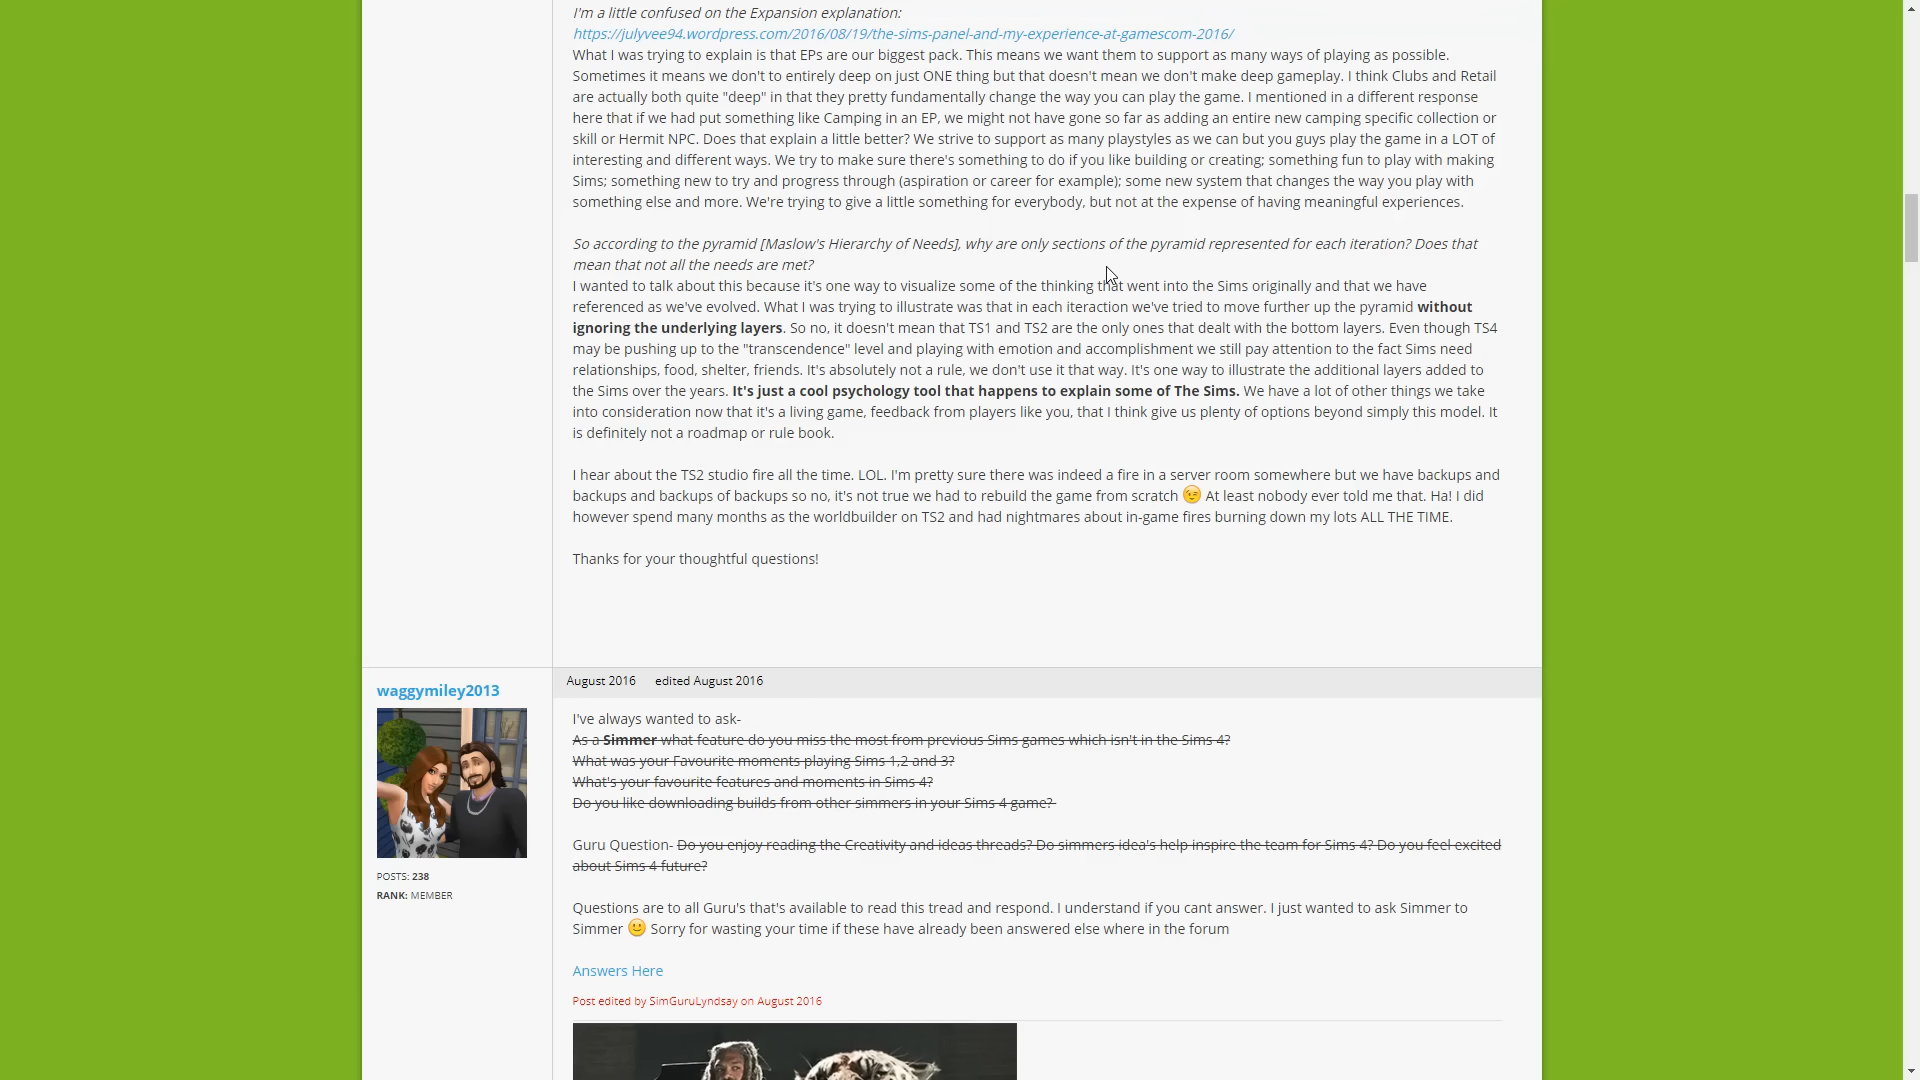 I'm a little confused on the Expansion explanation:
https://julyvee94.wordpress.com/2016/08/19/the-sims-panel-and-my-experience-at-gamescom-2016/
What I was trying to explain is that EPs are our biggest pack. This means we want them to support as many ways of playing as possible.
Sometimes it means we don't to entirely deep on just ONE thing but that doesn't mean we don't make deep gameplay. I think Clubs and Retail
are actually both quite "deep" in that they pretty fundamentally change the way you can play the game. I mentioned in a different response
here that if we had put something like Camping in an EP, we might not have gone so far as adding an entire new camping specific collection or
skill or Hermit NPC. Does that explain a little better? We strive to support as many playstyles as we can but you guys play the game in a LOT of
interesting and different ways. We try to make sure there's something to do if you like building or creating; something fun to play with making
Sims; something new to try and progress through (aspiration or career for example); some new system that changes the way you play with
something else and more. We're trying to give a little something for everybody, but not at the expense of having meaningful experiences.
So according to the pyramid [Maslow's Hierarchy of Needs], why are only sections of the pyramid represented for each iteration? Does that
mean that not all the needs are met?
I wanted to talk about this because it's one way to visualize some of the thinking that went into the Sims originally and that we have
referenced as we've evolved. What I was trying to illustrate was that in each iteraction we've tried to move further up the pyramid without
ignoring the underlying layers. So no, it doesn't mean that TS1 and TS2 are the only ones that dealt with the bottom layers. Even though TS4
may be pushing up to the "transcendence" level and playing with emotion and accomplishment we still pay attention to the fact Sims need
relationships, food, shelter, friends. It's absolutely not a rule, we don't use it that way. It's one way to illustrate the additional layers added to
the Sims over the years. It's just a cool psychology tool that happens to explain some of The Sims. We have a lot of other things we take
into consideration now that it's a living game, feedback from players like you, that I think give us plenty of options beyond simply this model. It
is definitely not a roadmap or rule book.
I hear about the TS2 studio fire all the time. LOL. I'm pretty sure there was indeed a fire in a server room somewhere but we have backups and
backups and backups of backups so no, it's not true we had to rebuild the game from scratch 😉 At least nobody ever told me that. Ha! I did
however spend many months as the worldbuilder on TS2 and had nightmares about in-game fires burning down my lots ALL THE TIME.
Thanks for your thoughtful questions!
waggymiley2013
POSTS: 238
RANK: MEMBER
August 2016 edited August 2016
I've always wanted to ask-
As a Simmer what feature do you miss the most from previous Sims games which isn't in the Sims 4?
What was your Favourite moments playing Sims 1,2 and 3?
What's your favourite features and moments in Sims 4?
Do you like downloading builds from other simmers in your Sims 4 game?
Guru Question- Do you enjoy reading the Creativity and ideas threads? Do simmers idea's help inspire the team for Sims 4? Do you feel excited
about Sims 4 future?
Questions are to all Guru's that's available to read this tread and respond. I understand if you cant answer. I just wanted to ask Simmer to
Simmer 🙂 Sorry for wasting your time if these have already been answered else where in the forum
Answers Here
Post edited by SimGuruLyndsay on August 2016